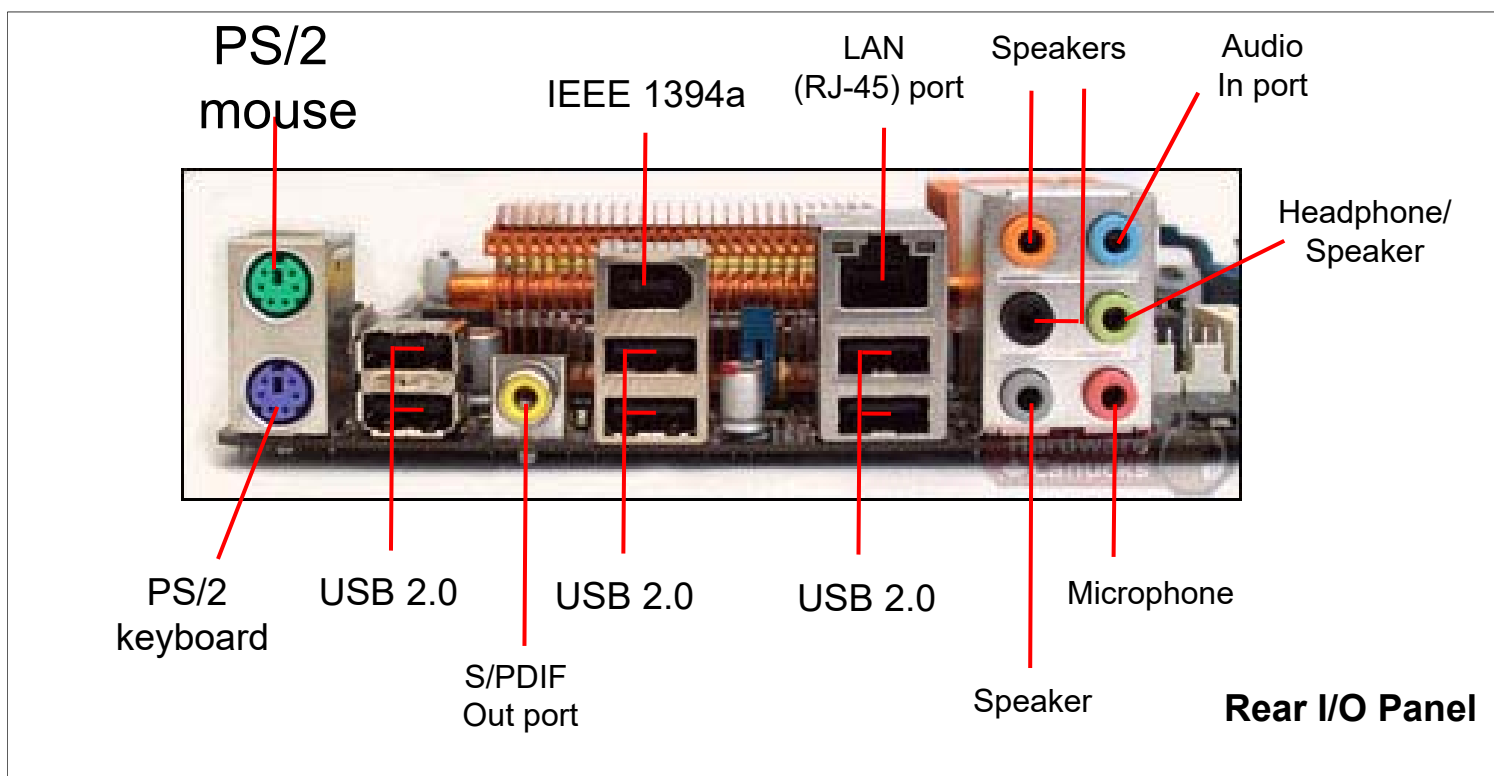 PS/2
mouse
IEEE 1394a
LAN
(RJ-45) port
Speakers
Audio
In port
Headphone/
Speaker
PS/2
keyboard
USB 2.0
S/PDIF
Out port
USB 2.0
USB 2.0
Microphone
Speaker
Rear I/O Panel